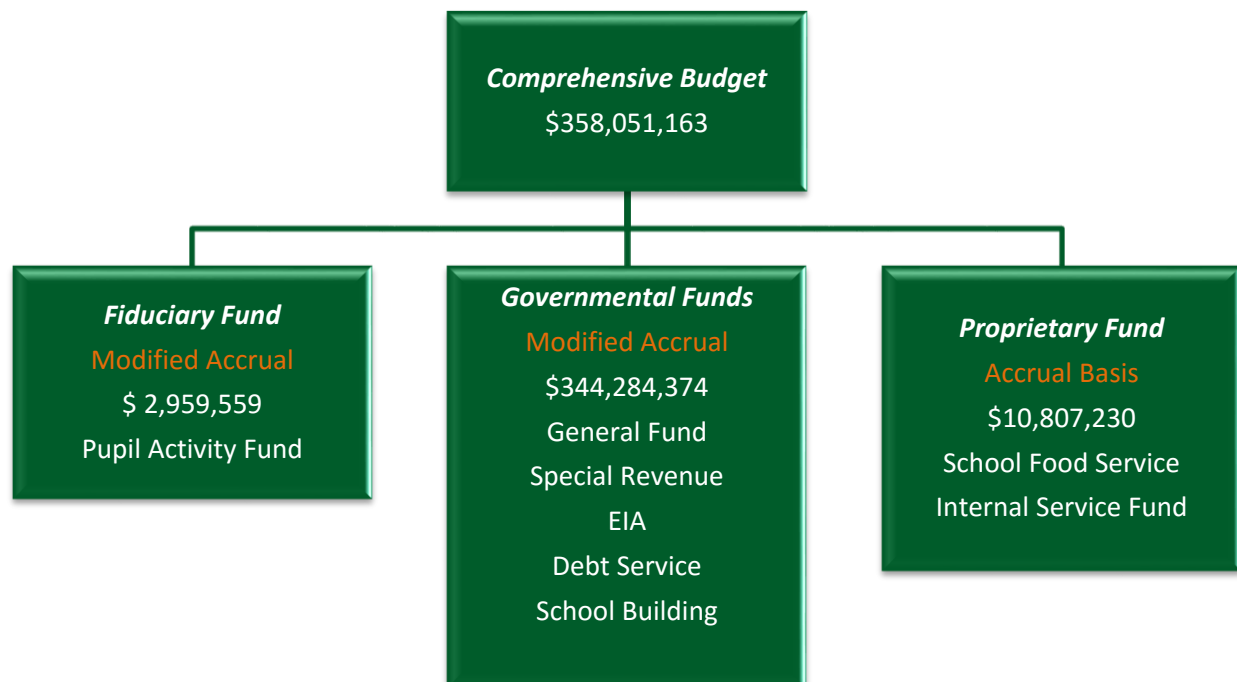 Comprehensive Budget
$358,051,163
Fiduciary Fund
Modified Accrual
$ 2,959,559
Pupil Activity Fund
Governmental Funds
Modified Accrual
$344,284,374
General Fund
Special Revenue
EIA
Debt Service
School Building
Proprietary Fund
Accrual Basis
$10,807,230
School Food Service
Internal Service Fund